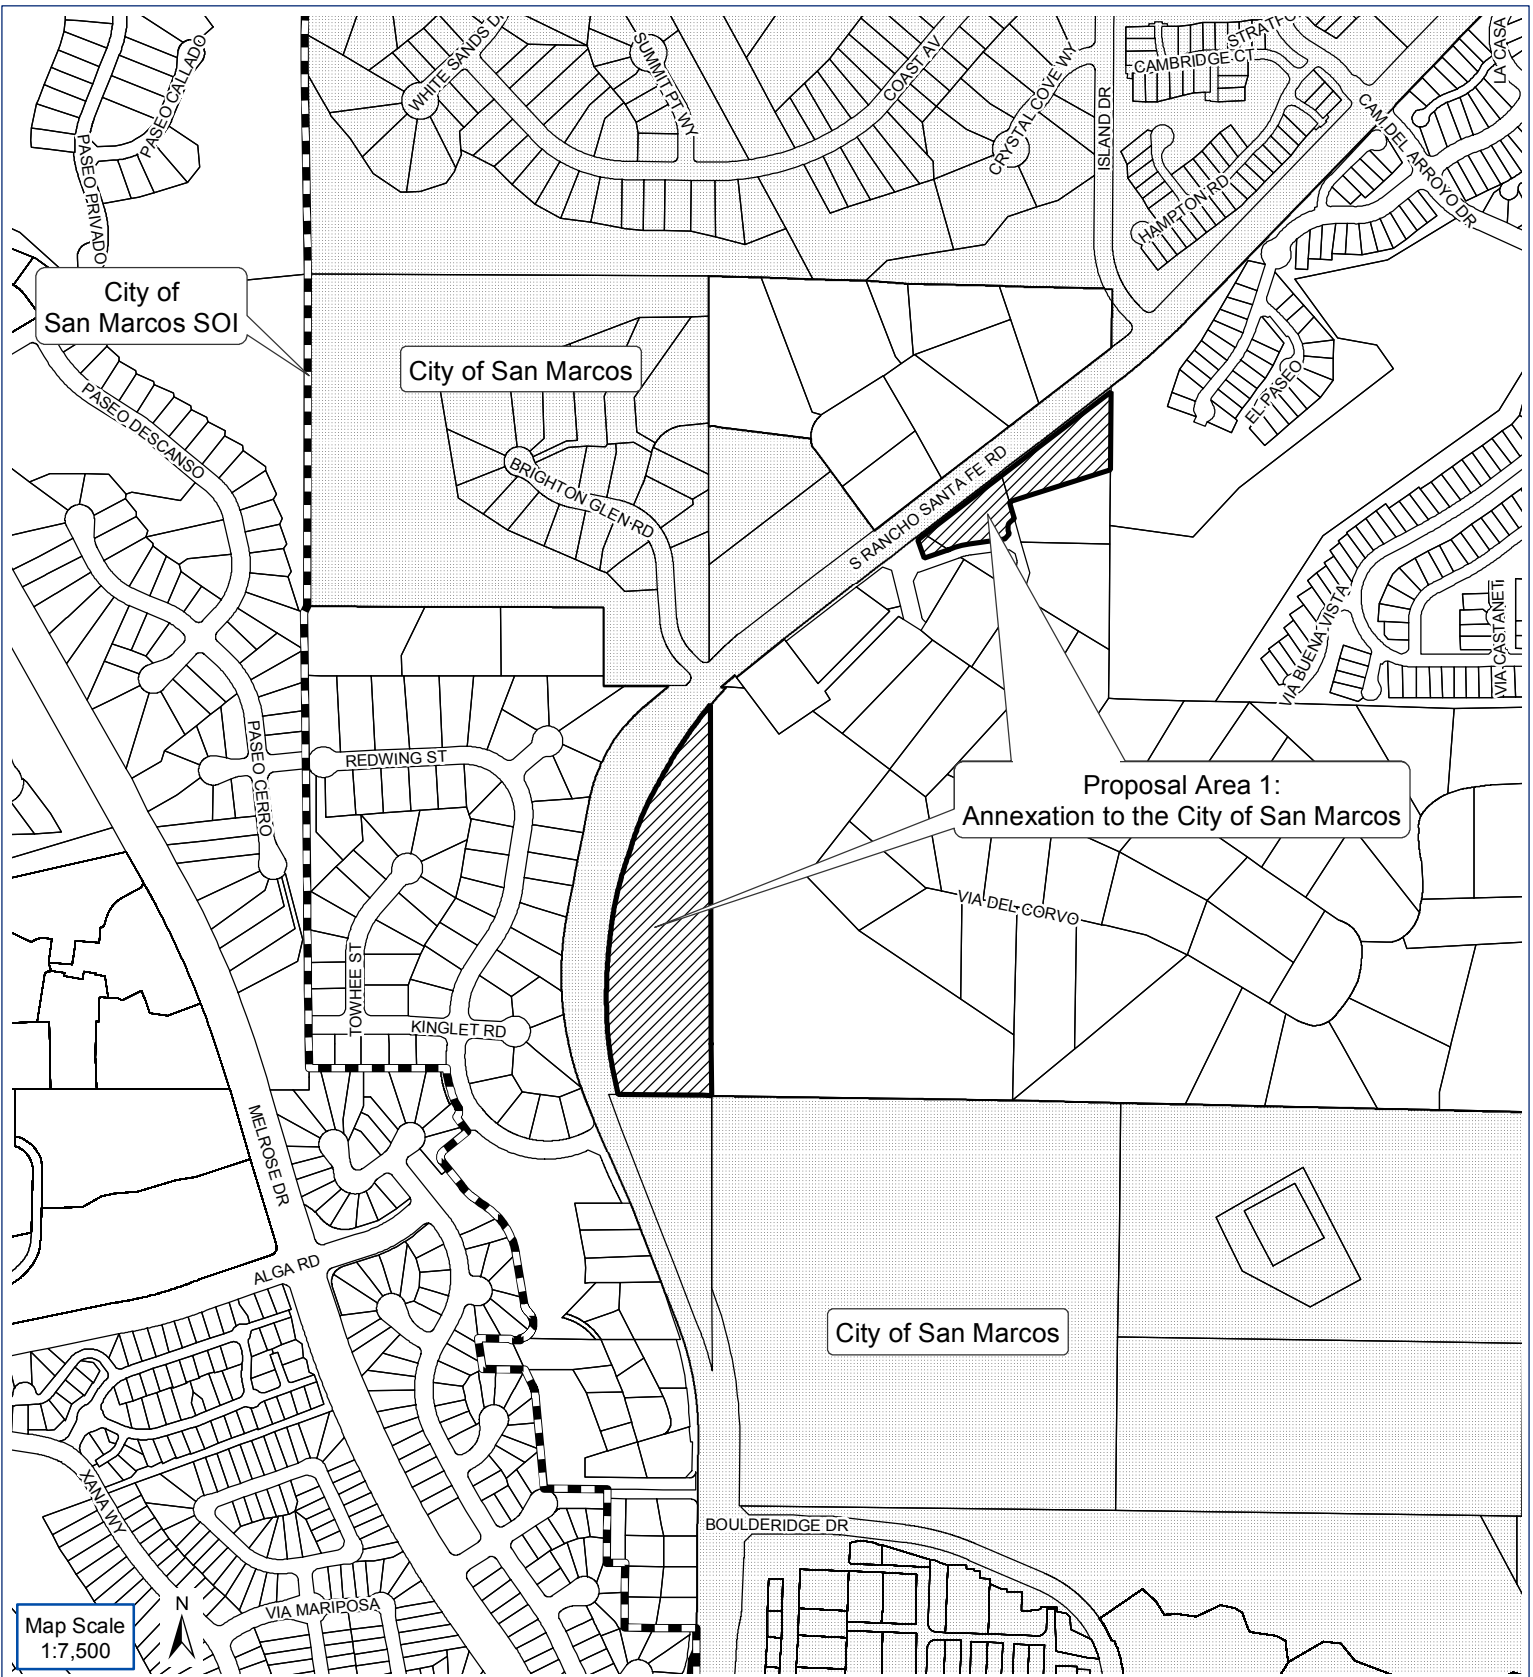 WHITE SANDS DR
SUMMIT PT WY
COAST AV
CRYSTAL COVE WY
ISLAND DR
CAMBRIDGE CT
LA CASA
CAM DEL ARROYO DR
HAMPTON RD
PASEO CALLADO
PASEO PRIVADO
City of
San Marcos SOI
City of San Marcos
PASEO DESCANSO
BRIGHTON GLEN RD
S RANCHO SANTA FE RD
EL PASEO
VIA BUENA VISTA
VIA CASTANET
PASEO CERRO
REDWING ST
Proposal Area 1:
Annexation to the City of San Marcos
VIA DEL CORVO
TOWHEE ST
KINGLET RD
MELROSE DR
ALGA RD
City of San Marcos
XANA WY
BOULDERIDGE DR
VIA MARIPOSA
N
Map Scale
1:7,500